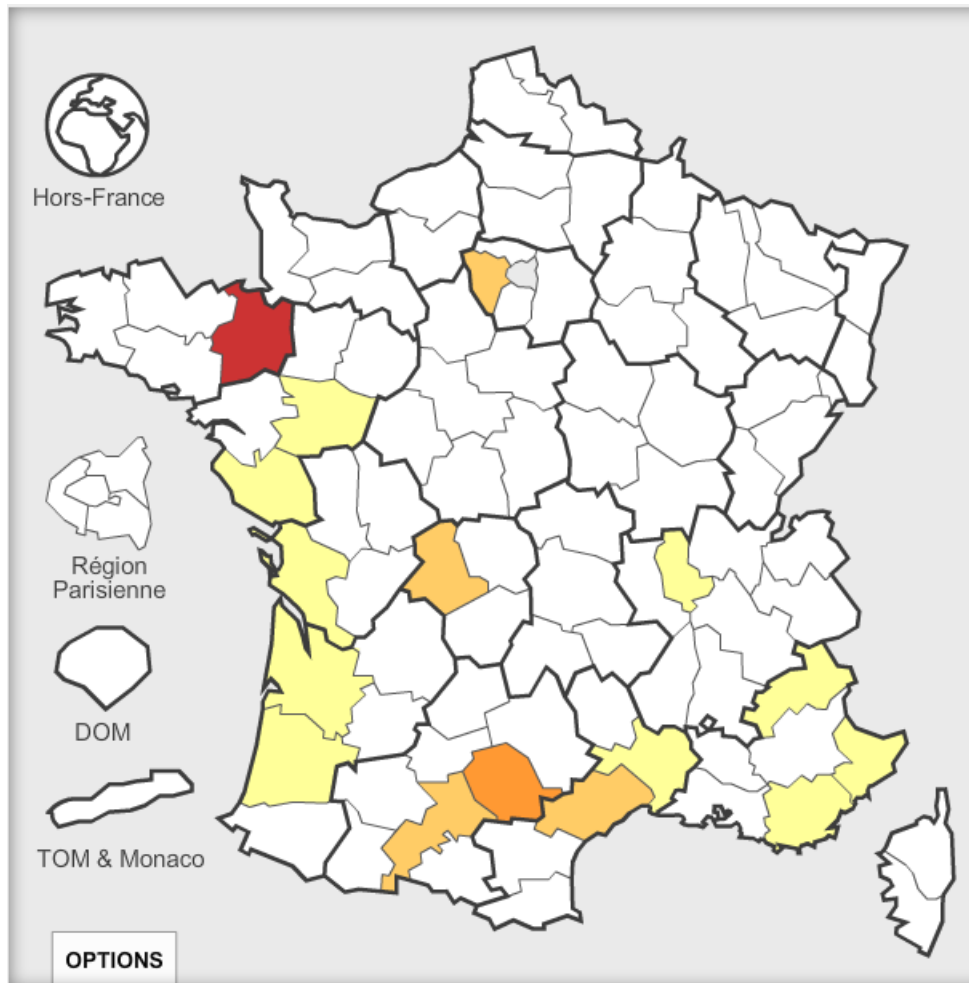 Hors-France
Région
Parisienne
DOM
TOM & Monaco
OPTIONS